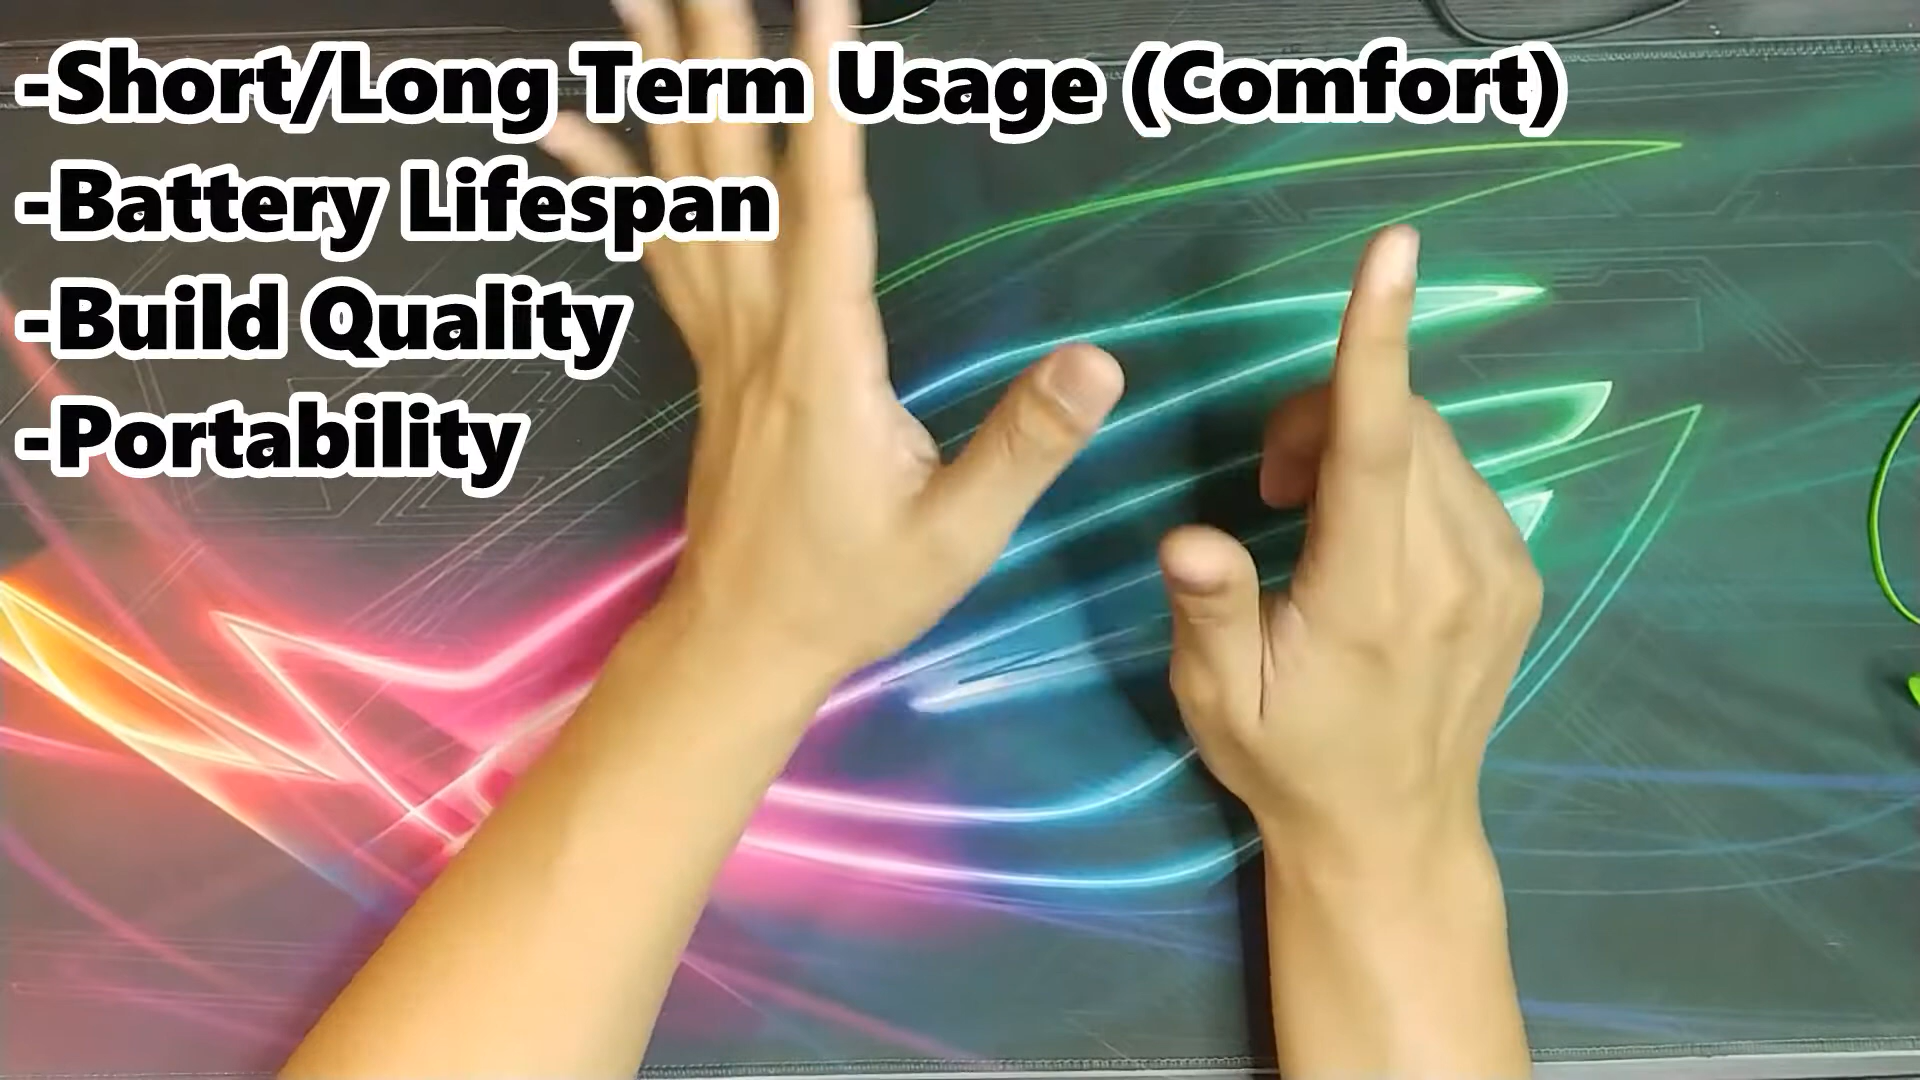 -Short/Long Term Usage (Comfort)
-Battery Lifespan
-Build Quality
-Portability